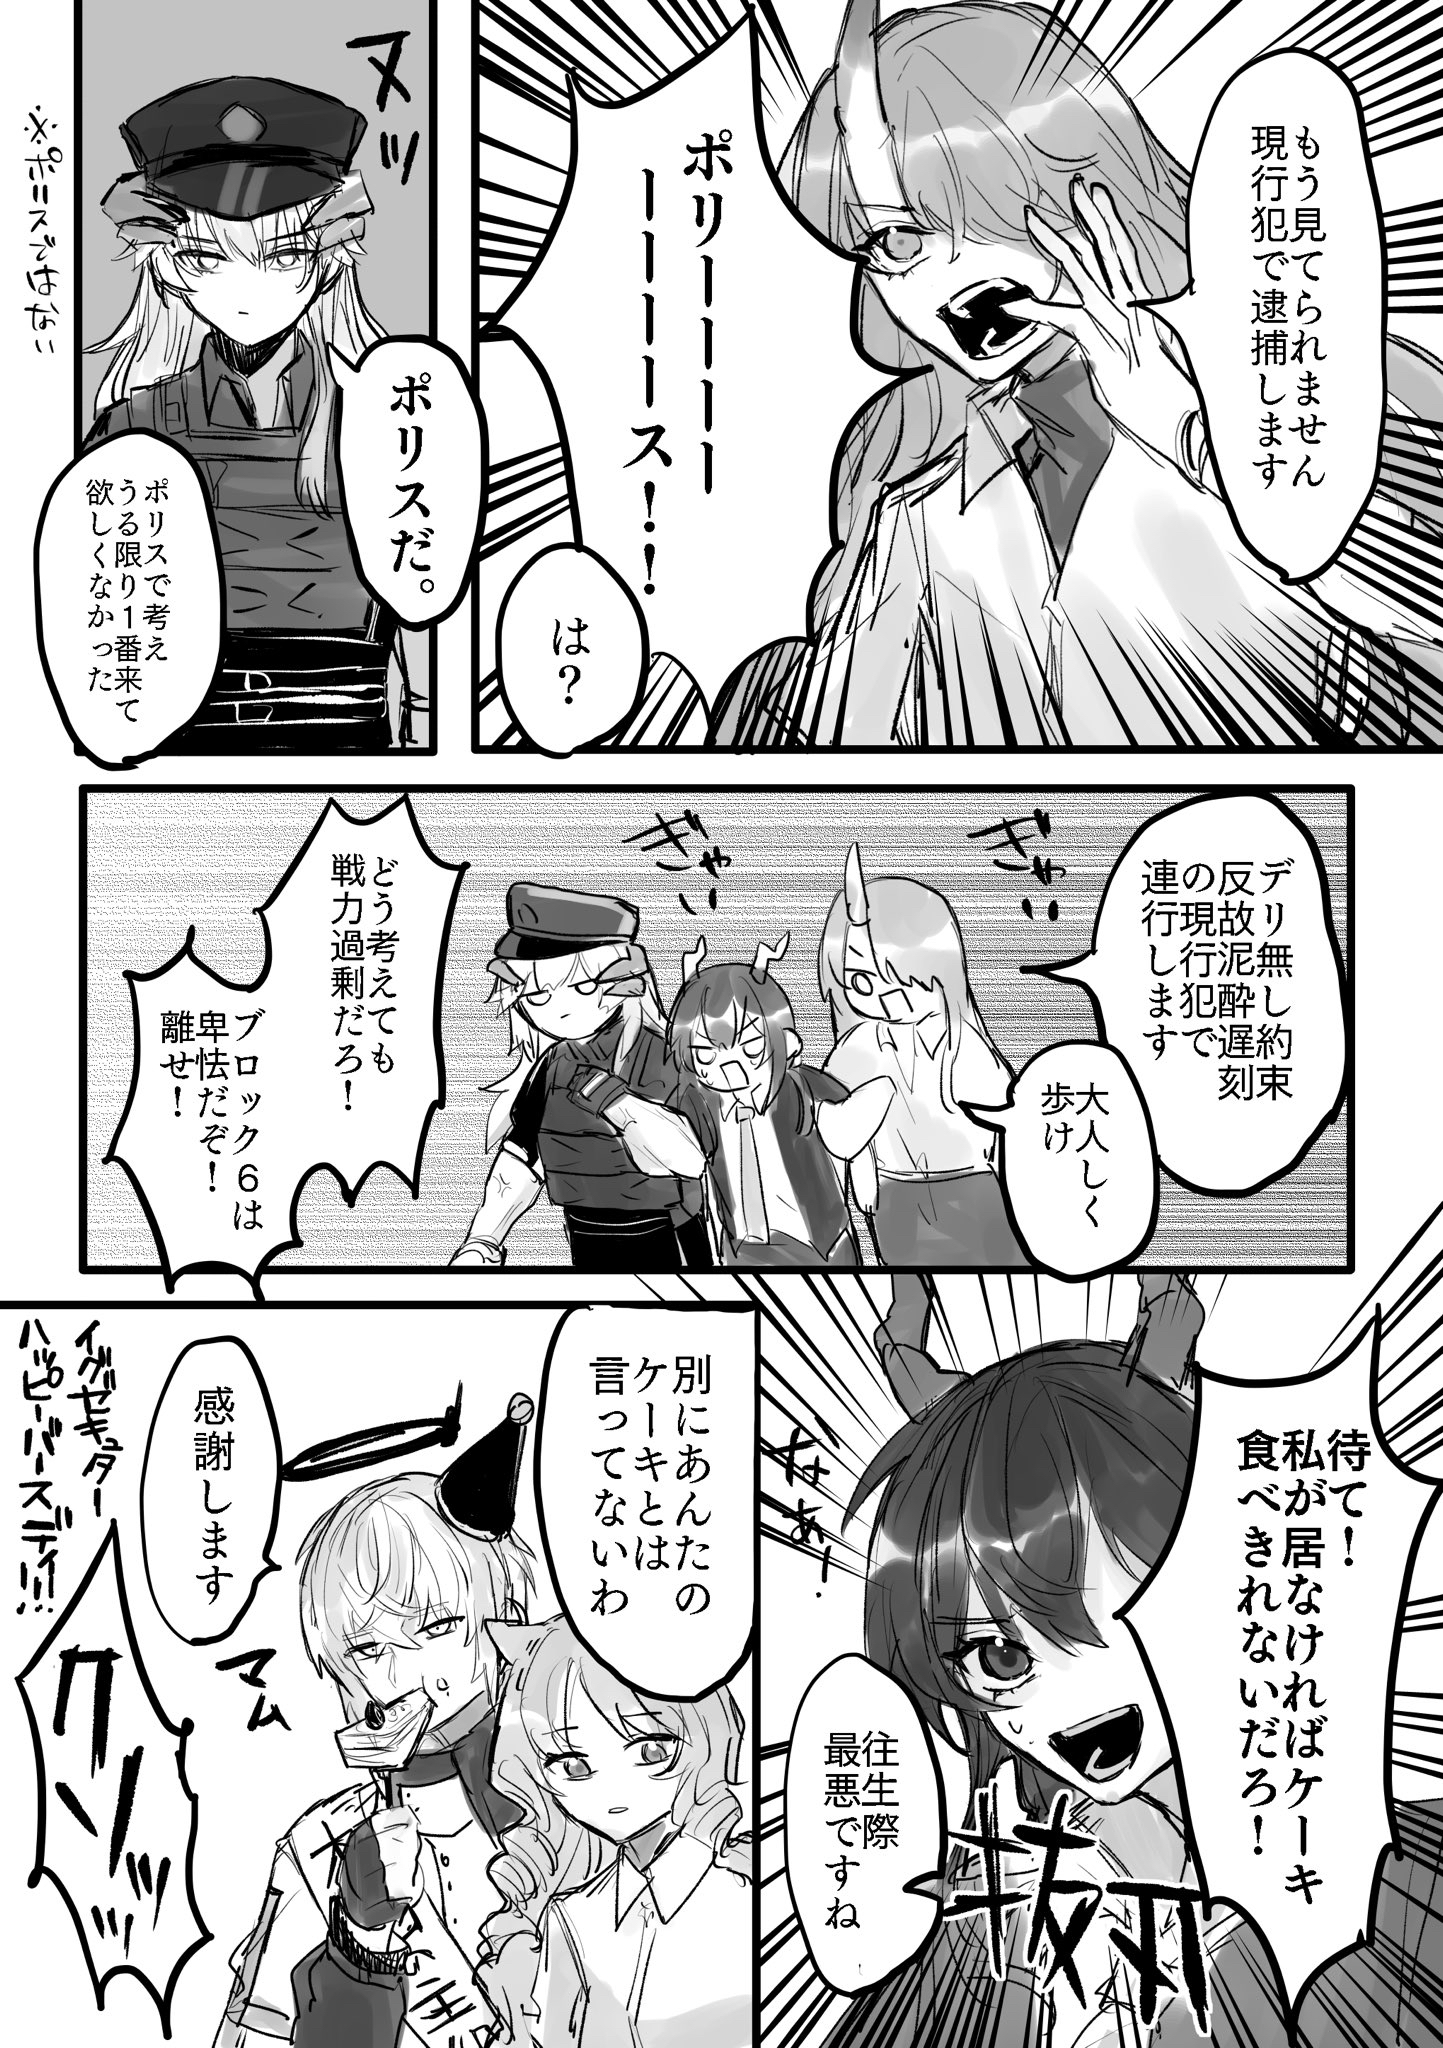 もう見てられません
現行犯で逮捕します
ポリーーーー
ーーーース！！
は？
ヌッ
ポリスだ。
※ポリスではない
ポリスで考え
うる限り1番来て
欲しくなかった
デリ無し約束
反故泥酔遅刻
の現行犯で
連行します
大人しく
歩け
ぎゃい
ぎゃい
どう考えても
戦力過剰だろ！
ブロック6は
卑怯だぞ！
離せ！
待て！
私が居なければケーキ
食べきれないだろ！
なぁ！
往生際
最悪ですね
別にあんたの
ケーキとは
言ってないわ
感謝します
マム
イグゼキュター
ハッピーバースデイ!!!
クソッッ